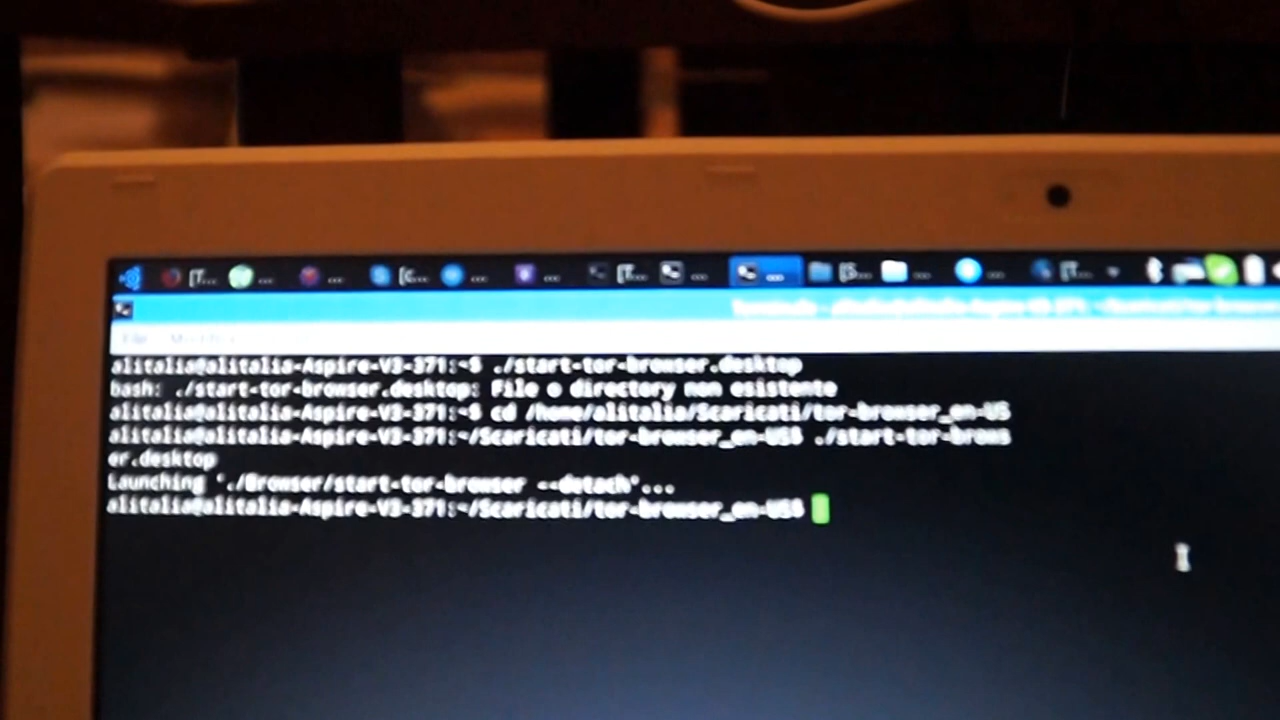 alitalia@alitalia-Aspire-V3-371:~$ ./start-tor-browser.desktop
bash: ./start-tor-browser.desktop: File o directory non esistente
alitalia@alitalia-Aspire-V3-371:~$ cd /home/alitalia/Scaricati/tor-browser_en-US
alitalia@alitalia-Aspire-V3-371:~/Scaricati/tor-browser_en-US$ ./start-tor-brows
er.desktop
Launching './Browser/start-tor-browser --detach'...
alitalia@alitalia-Aspire-V3-371:~/Scaricati/tor-browser_en-US$